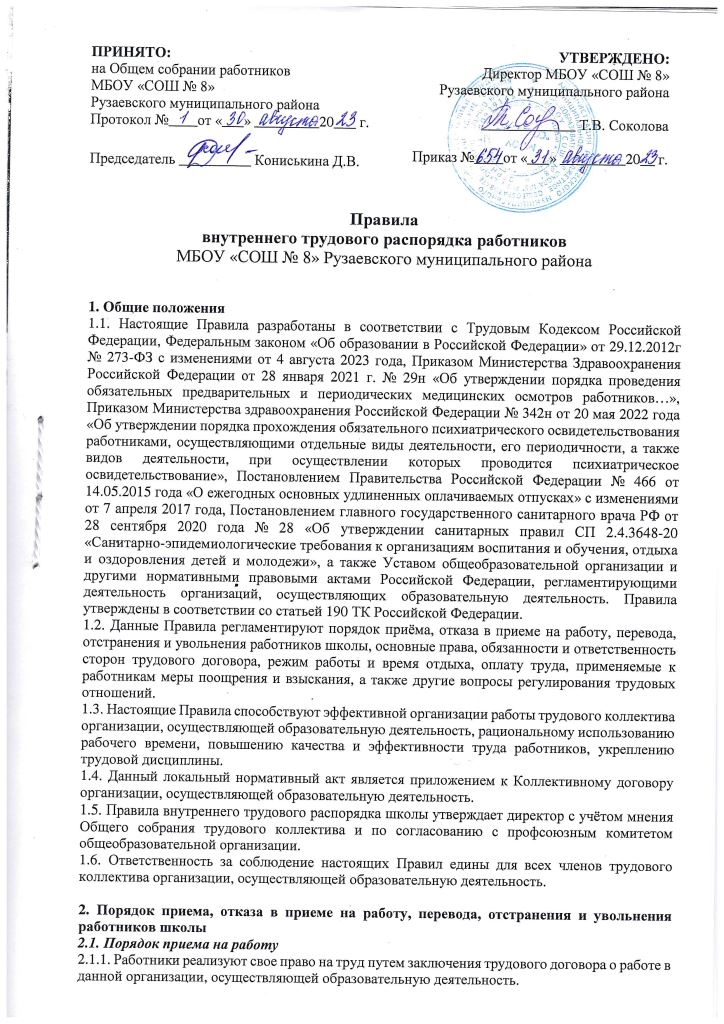 ПРИНЯТО:
на Общем собрании работников
МБОУ «СОШ № 8»
Рузаевского муниципального района
Протокол № 1 от « 30 » августа 2023 г.
Председатель __________ Кониськина Д.В.
УТВЕРЖДЕНО:
Директор МБОУ «СОШ № 8»
Рузаевского муниципального района
_____________ Т.В. Соколова
Приказ № 654 от « 31 » августа 2023г.
Правила
внутреннего трудового распорядка работников
МБОУ «СОШ № 8» Рузаевского муниципального района
1. Общие положения
1.1. Настоящие Правила разработаны в соответствии с Трудовым Кодексом Российской
Федерации, Федеральным законом «Об образовании в Российской Федерации» от 29.12.2012г
№ 273-ФЗ с изменениями от 4 августа 2023 года, Приказом Министерства Здравоохранения
Российской Федерации от 28 января 2021 г. № 29н «Об утверждении порядка проведения
обязательных предварительных и периодических медицинских осмотров работников…»,
Приказом Министерства здравоохранения Российской Федерации № 342н от 20 мая 2022 года
«Об утверждении порядка прохождения обязательного психиатрического освидетельствования
работниками, осуществляющими отдельные виды деятельности, его периодичности, а также
видов деятельности, при осуществлении которых проводится психиатрическое
освидетельствование», Постановлением Правительства Российской Федерации № 466 от
14.05.2015 года «О ежегодных основных удлиненных оплачиваемых отпусках» с изменениями
от 7 апреля 2017 года, Постановлением главного государственного санитарного врача РФ от
28 сентября 2020 года № 28 «Об утверждении санитарных правил СП 2.4.3648-20
«Санитарно-эпидемиологические требования к организациям воспитания и обучения, отдыха
и оздоровления детей и молодежи», а также Уставом общеобразовательной организации и
другими нормативными правовыми актами Российской Федерации, регламентирующими
деятельность организаций, осуществляющих образовательную деятельность. Правила
утверждены в соответствии со статьей 190 ТК Российской Федерации.
1.2. Данные Правила регламентируют порядок приёма, отказа в приеме на работу, перевода,
отстранения и увольнения работников школы, основные права, обязанности и ответственность
сторон трудового договора, режим работы и время отдыха, оплату труда, применяемые к
работникам меры поощрения и взыскания, а также другие вопросы регулирования трудовых
отношений.
1.3. Настоящие Правила способствуют эффективной организации работы трудового коллектива
организации, осуществляющей образовательную деятельность, рациональному использованию
рабочего времени, повышению качества и эффективности труда работников, укреплению
трудовой дисциплины.
1.4. Данный локальный нормативный акт является приложением к Коллективному договору
организации, осуществляющей образовательную деятельность.
1.5. Правила внутреннего трудового распорядка школы утверждает директор с учётом мнения
Общего собрания трудового коллектива и по согласованию с профсоюзным комитетом
общеобразовательной организации.
1.6. Ответственность за соблюдение настоящих Правил едины для всех членов трудового
коллектива организации, осуществляющей образовательную деятельность.
2. Порядок приема, отказа в приеме на работу, перевода, отстранения и увольнения
работников школы
2.1. Порядок приема на работу
2.1.1. Работники реализуют свое право на труд путем заключения трудового договора о работе в
данной организации, осуществляющей образовательную деятельность.